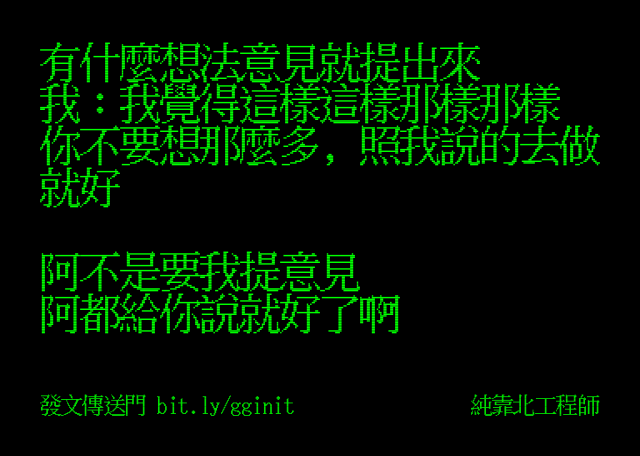 有什麼想法意見就提出來
我：我覺得這樣這樣那樣那樣
你不要想那麼多，照我說的去做
就好
阿不是要我提意見
阿都給你說就好了啊
發文傳送門 bit.ly/gginit
純靠北工程師